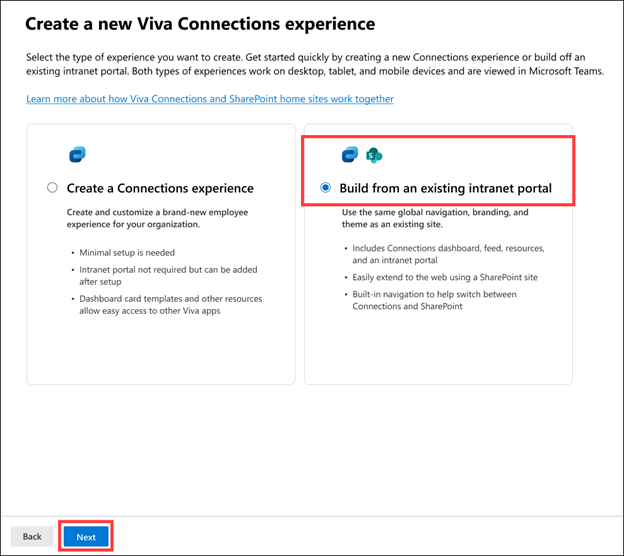 Create a new Viva Connections experience
Select the type of experience you want to create. Get started quickly by creating a new Connections experience or build off an
existing intranet portal. Both types of experiences work on desktop, tablet, and mobile devices and are viewed in Microsoft Teams.
Learn more about how Viva Connections and SharePoint home sites work together
Create a Connections experience
Create and customize a brand-new employee
experience for your organization.
• Minimal setup is needed
• Intranet portal not required but can be added
after setup
• Dashboard card templates and other resources
allow easy access to other Viva apps
S
Build from an existing intranet portal
Use the same global navigation, branding, and
theme as an existing site.
• Includes Connections dashboard, feed, resources,
and an intranet portal
• Easily extend to the web using a SharePoint site
• Built-in navigation to help switch between
Connections and SharePoint
Back
Next